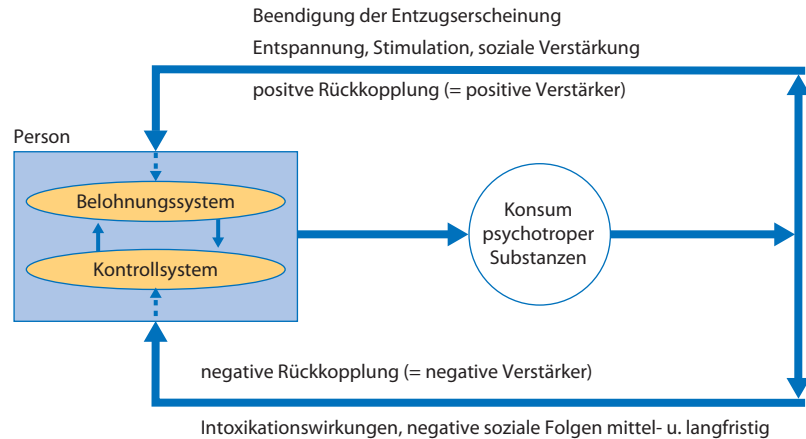 Beendigung der Entzugserscheinung
Entspannung, Stimulation, soziale Verstärkung
positve Rückkopplung (= positive Verstärker)
Person
Belohnungssystem
Kontrollsystem
Konsum
psychotroper
Substanzen
negative Rückkopplung (= negative Verstärker)
Intoxikationswirkungen, negative soziale Folgen mittel- u. langfristig